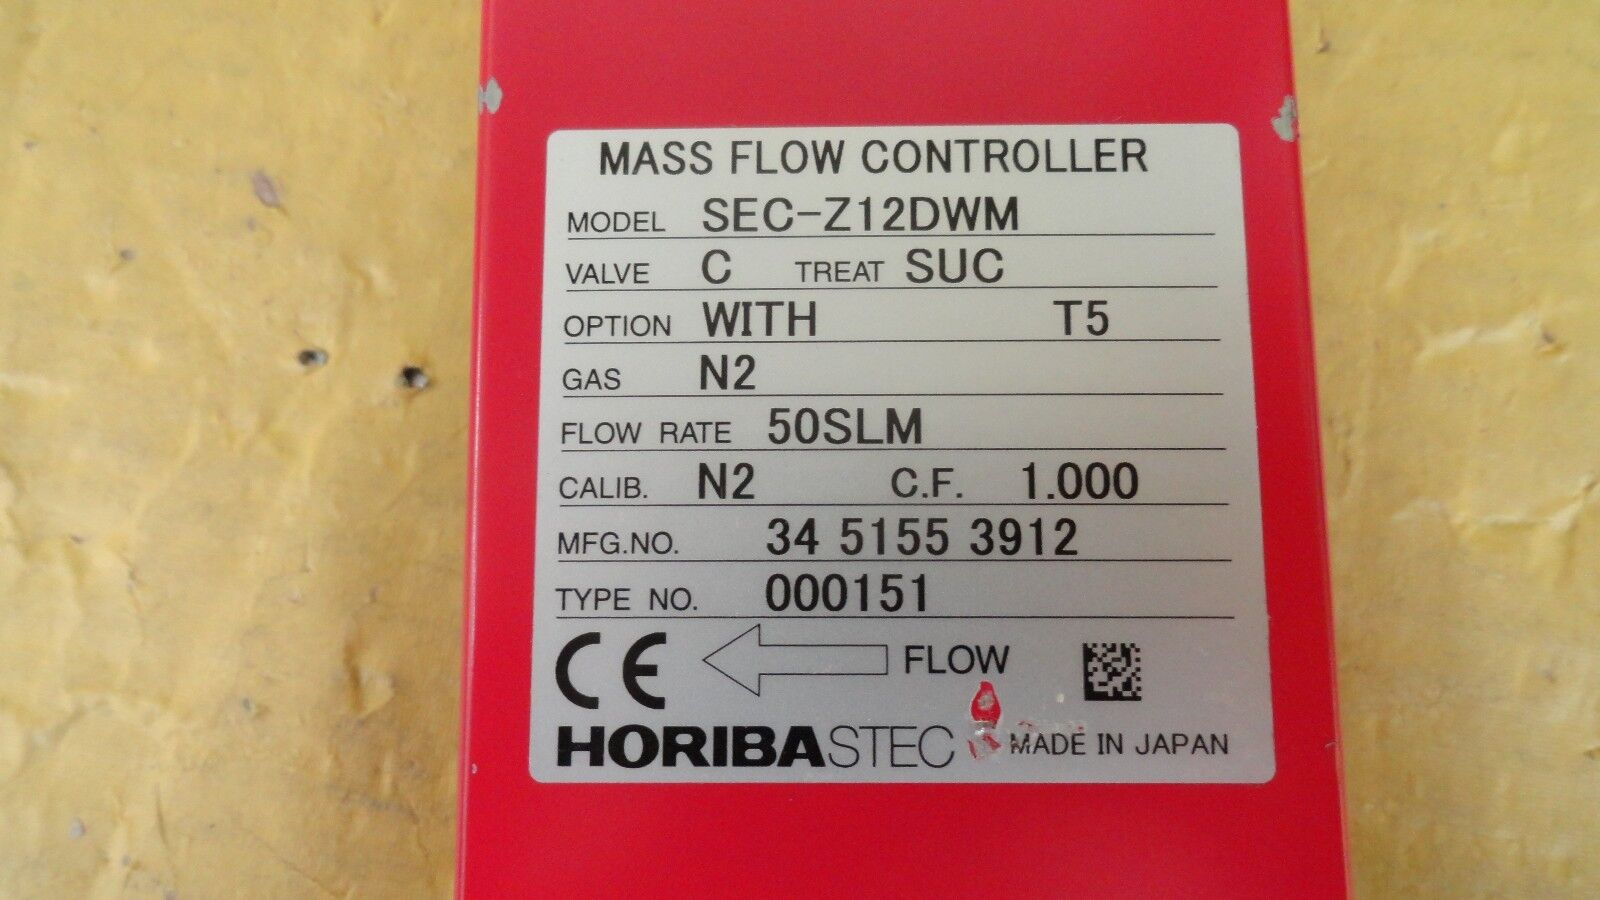 MASS FLOW CONTROLLER
MODEL SEC-Z12DWM
VALVE C TREAT SUC
OPTION WITH T5
GAS N2
FLOW RATE 50SLM
CALIB. N2 C.F. 1.000
MFG.NO. 34 5155 3912
TYPE NO. 000151
CE FLOW
HORIBASTEC MADE IN JAPAN